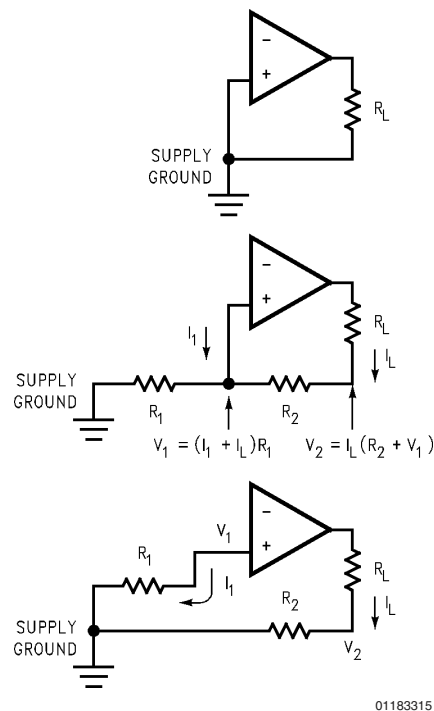 −
+
R_L
SUPPLY
GROUND
−
+
I_1
R_L
I_L
SUPPLY
GROUND
R_1
R_2
V_1 = (I_1 + I_L)R_1
V_2 = I_L(R_2 + V_1)
−
+
V_1
R_1
I_1
R_L
R_2
I_L
SUPPLY
GROUND
V_2
01183315